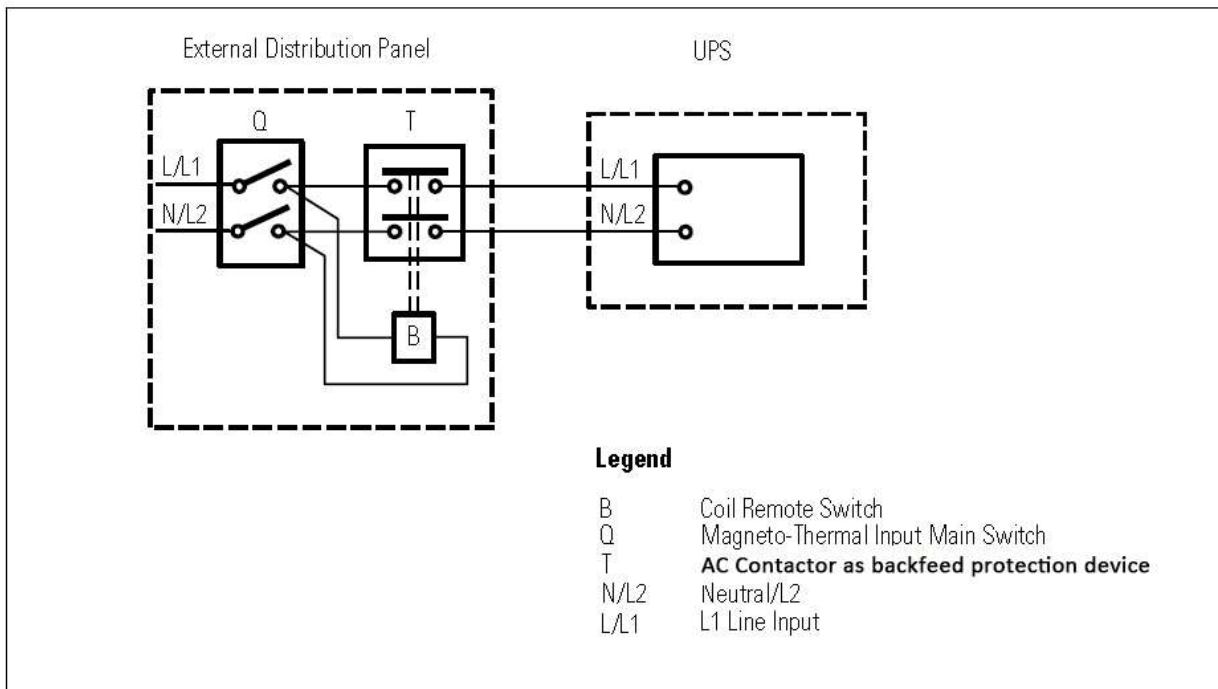 External Distribution Panel
UPS
Q
T
L/L1
N/L2
L/L1
N/L2
B
Legend
B Coil Remote Switch
Q Magneto-Thermal Input Main Switch
T AC Contactor as backfeed protection device
N/L2 Neutral/L2
L/L1 L1 Line Input